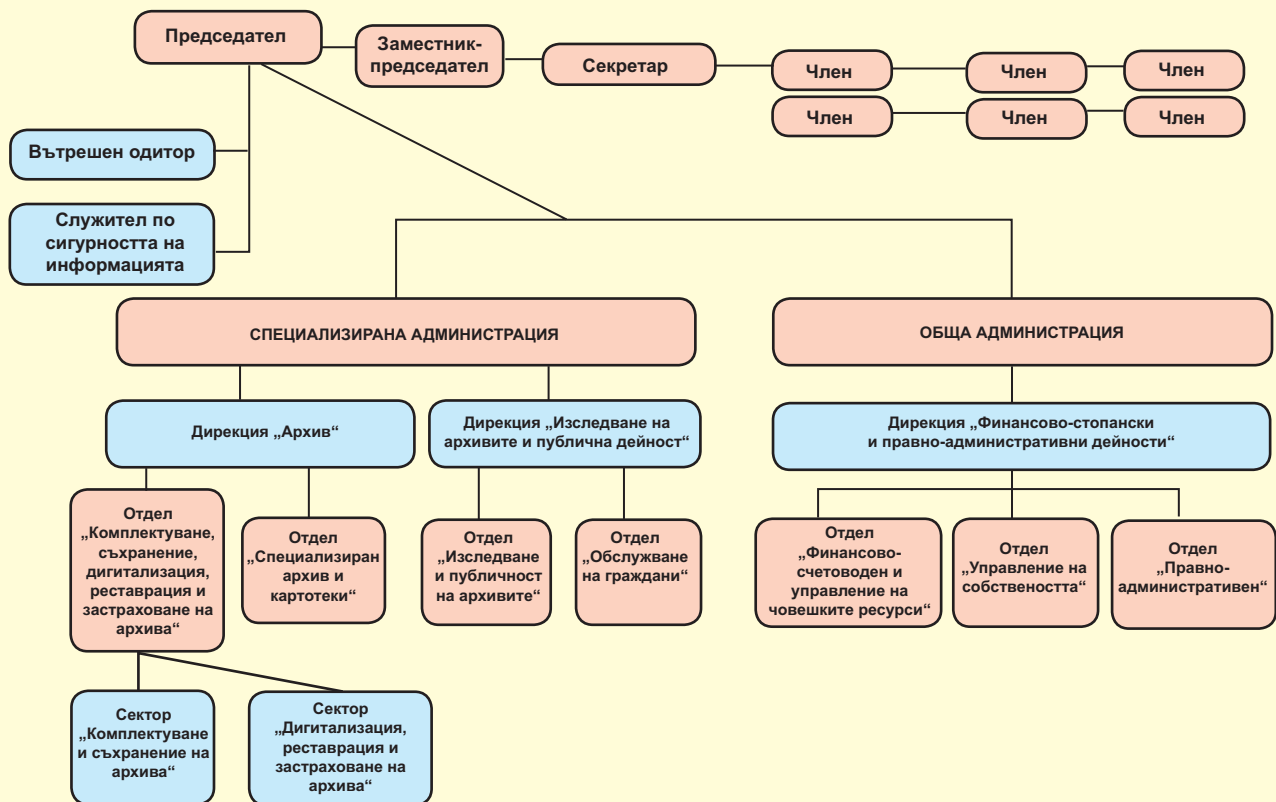 Председател
Заместник-
председател
Секретар
Член
Член
Член
Член
Член
Член
Вътрешен одитор
Служител по
сигурността на
информацията
СПЕЦИАЛИЗИРАНА АДМИНИСТРАЦИЯ
ОБЩА АДМИНИСТРАЦИЯ
Дирекция „Архив“
Дирекция „Изследване на
архивите и публична дейност“
Дирекция „Финансово-стопански
и правно-административни дейности“
Отдел
„Комплектуване,
съхранение,
дигитализация,
реставрация и
застраховане на
архива“
Отдел
„Специализиран
архив и
картотеки“
Отдел
„Изследване
и публичност
на архивите“
Отдел
„Обслужване
на граждани“
Отдел
„Финансово-
счетоводен и
управление на
човешките ресурси“
Отдел
„Управление на
собствеността“
Отдел
„Правно-
административен“
Сектор
„Комплектуване
и съхранение на
архива“
Сектор
„Дигитализация,
реставрация и
застраховане на
архива“